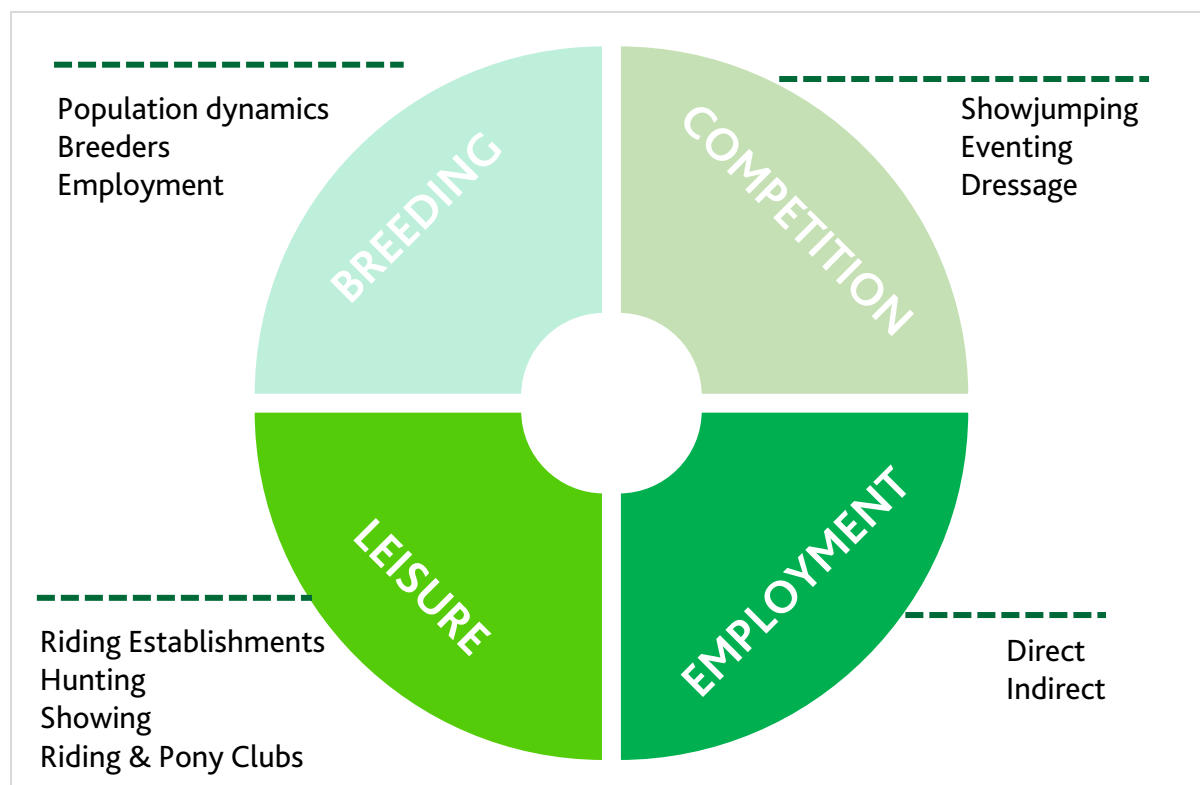 Population dynamics
Breeders
Employment
BREEDING
COMPETITION
Showjumping
Eventing
Dressage
LEISURE
Riding Establishments
Hunting
Showing
Riding & Pony Clubs
EMPLOYMENT
Direct
Indirect